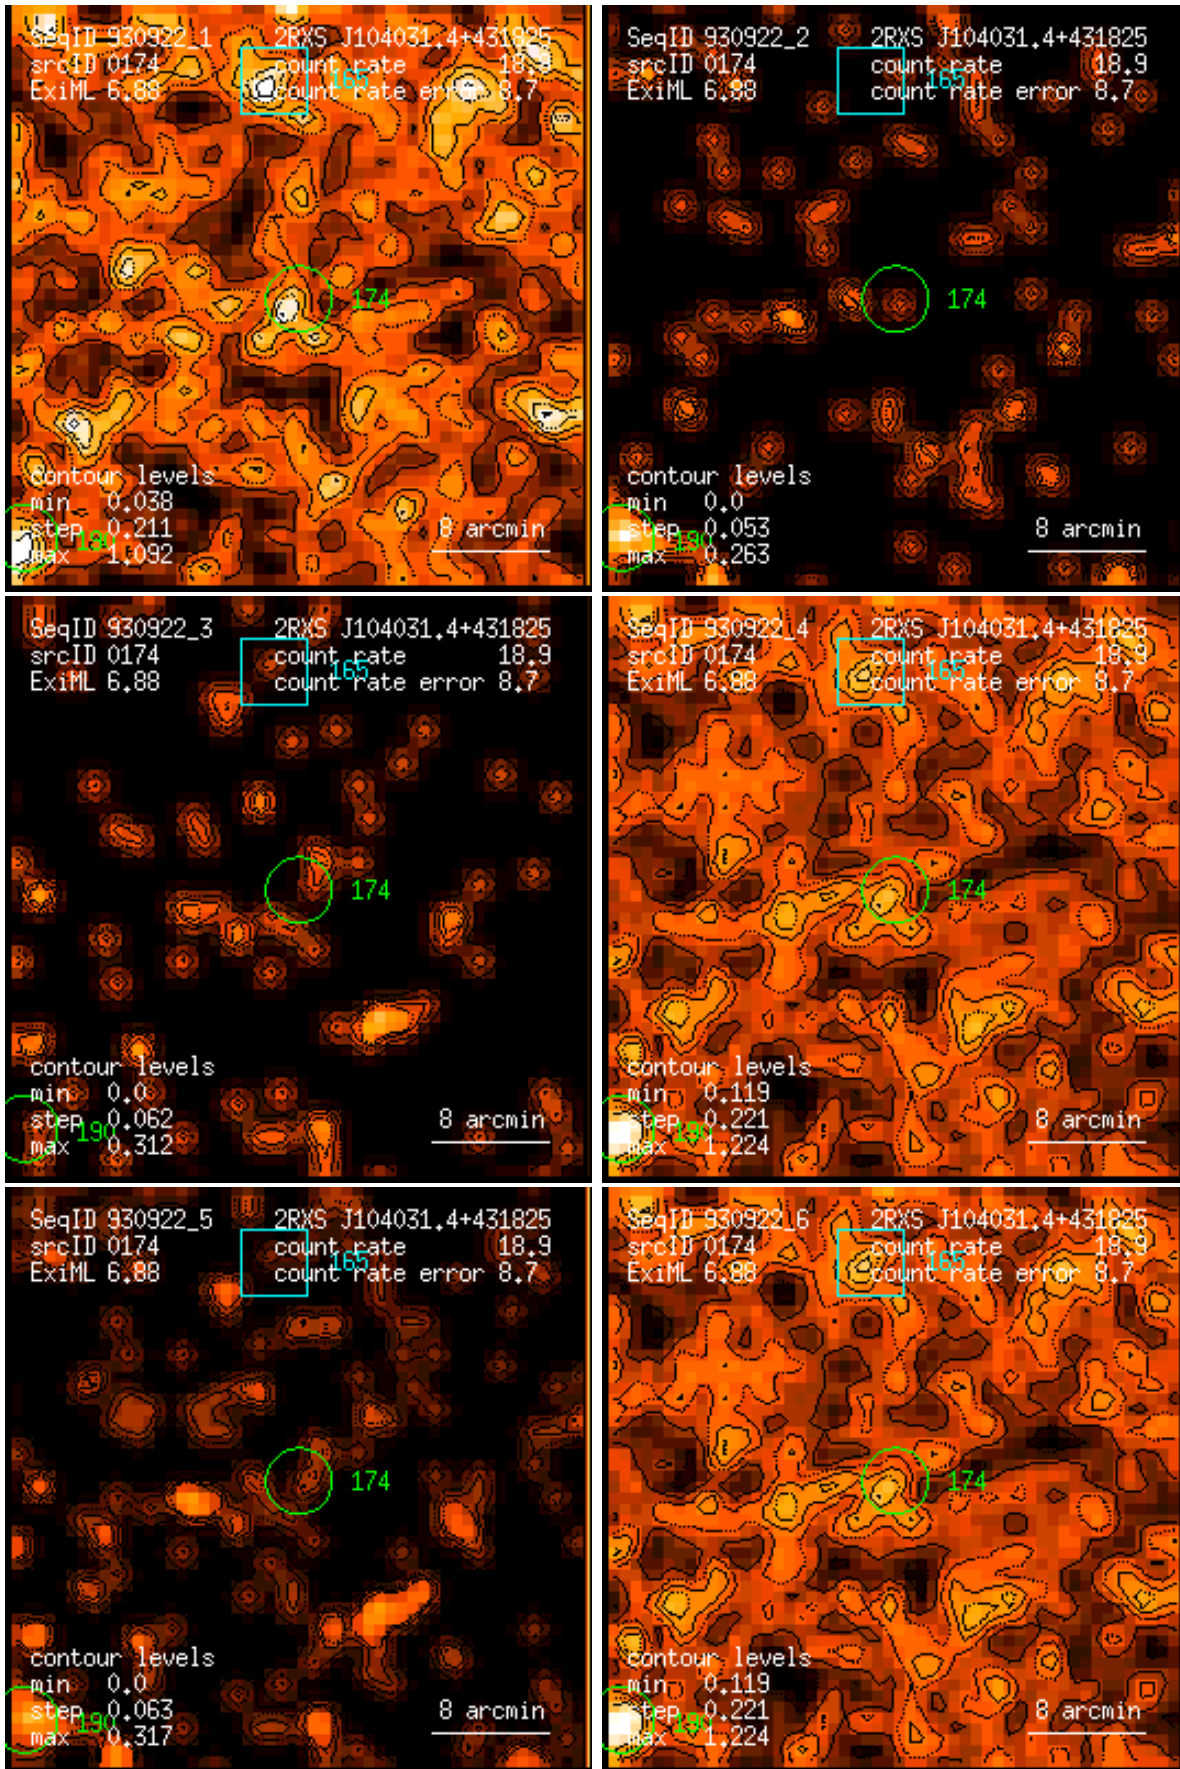 SeqID 930922_1 2RXS J104031.4+431825
srcID 0174 count rate 18.9
165
ExiML 6.88 count rate error 8.7
174
contour levels
min 0.038
step 0.211
8 arcmin
190
max 1.092
SeqID 930922_2 2RXS J104031.4+431825
srcID 0174 count rate 18.9
165
ExiML 6.88 count rate error 8.7
174
contour levels
min 0.0
step 0.053
8 arcmin
190
max 0.263
SeqID 930922_3 2RXS J104031.4+431825
srcID 0174 count rate 18.9
165
ExiML 6.88 count rate error 8.7
174
contour levels
min 0.0
step 0.062
8 arcmin
190
max 0.312
SeqID 930922_4 2RXS J104031.4+431825
srcID 0174 count rate 18.9
165
ExiML 6.88 count rate error 8.7
174
contour levels
min 0.119
step 0.221
8 arcmin
190
max 1.224
SeqID 930922_5 2RXS J104031.4+431825
srcID 0174 count rate 18.9
165
ExiML 6.88 count rate error 8.7
174
contour levels
min 0.0
step 0.063
8 arcmin
190
max 0.317
SeqID 930922_6 2RXS J104031.4+431825
srcID 0174 count rate 18.9
165
ExiML 6.88 count rate error 8.7
174
contour levels
min 0.119
step 0.221
8 arcmin
190
max 1.224